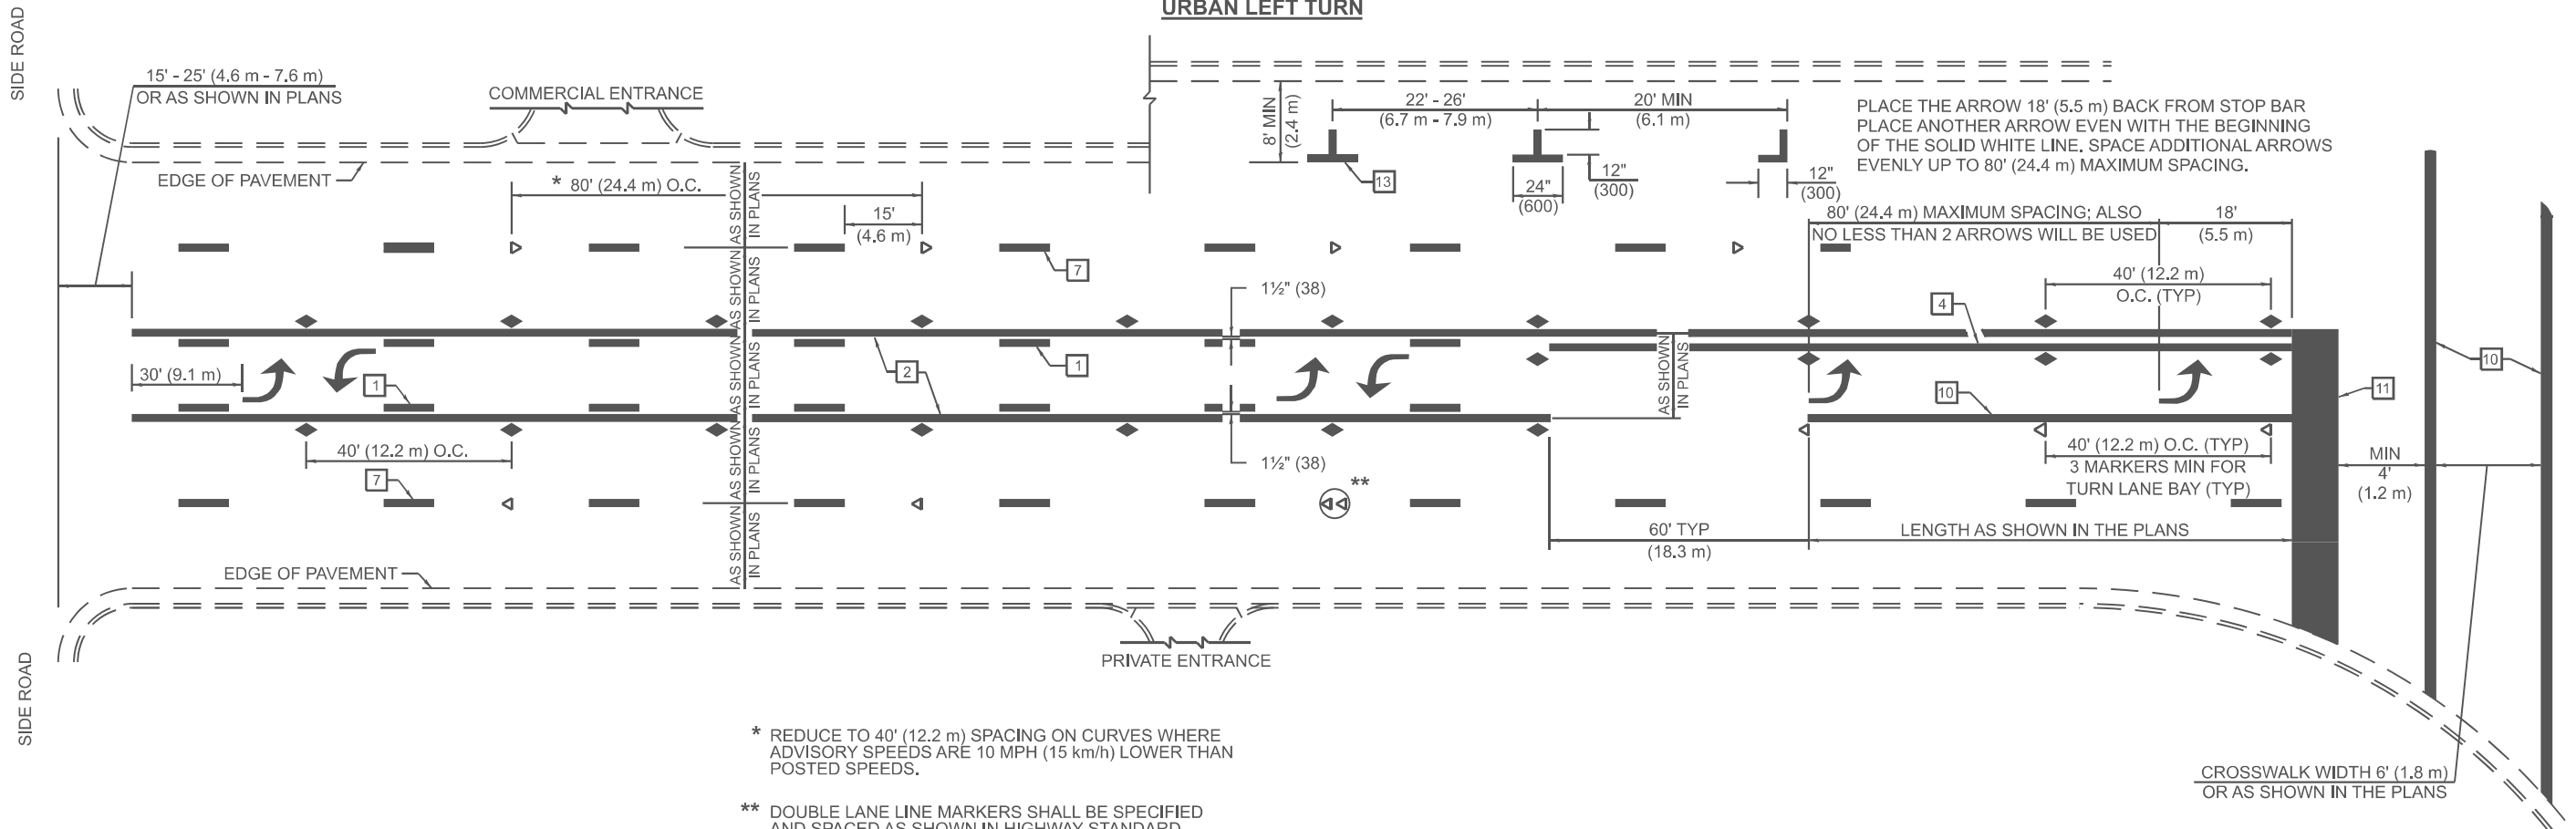 URBAN LEFT TURN
SIDE ROAD
15' - 25' (4.6 m - 7.6 m)
OR AS SHOWN IN PLANS
COMMERCIAL ENTRANCE
EDGE OF PAVEMENT
* 80' (24.4 m) O.C.
15'
(4.6 m)
8' MIN
(2.4 m)
22' - 26'
(6.7 m - 7.9 m)
20' MIN
(6.1 m)
13
24"
(600)
12"
(300)
12"
(300)
PLACE THE ARROW 18' (5.5 m) BACK FROM STOP BAR
PLACE ANOTHER ARROW EVEN WITH THE BEGINNING
OF THE SOLID WHITE LINE. SPACE ADDITIONAL ARROWS
EVENLY UP TO 80' (24.4 m) MAXIMUM SPACING.
80' (24.4 m) MAXIMUM SPACING; ALSO
NO LESS THAN 2 ARROWS WILL BE USED
18'
(5.5 m)
40' (12.2 m)
O.C. (TYP)
7
4
1½" (38)
AS SHOWN
IN PLANS
AS SHOWN
IN PLANS
AS SHOWN
IN PLANS
AS SHOWN
IN PLANS
AS SHOWN
IN PLANS
30' (9.1 m)
1
2
1
AS SHOWN
IN PLANS
10
10
11
40' (12.2 m) O.C.
7
1½" (38)
**
40' (12.2 m) O.C. (TYP)
3 MARKERS MIN FOR
TURN LANE BAY (TYP)
MIN
4'
(1.2 m)
60' TYP
(18.3 m)
LENGTH AS SHOWN IN THE PLANS
EDGE OF PAVEMENT
SIDE ROAD
PRIVATE ENTRANCE
CROSSWALK WIDTH 6' (1.8 m)
OR AS SHOWN IN THE PLANS
* REDUCE TO 40' (12.2 m) SPACING ON CURVES WHERE
ADVISORY SPEEDS ARE 10 MPH (15 km/h) LOWER THAN
POSTED SPEEDS.
** DOUBLE LANE LINE MARKERS SHALL BE SPECIFIED
AND SPACED AS SHOWN IN HIGHWAY STANDARD